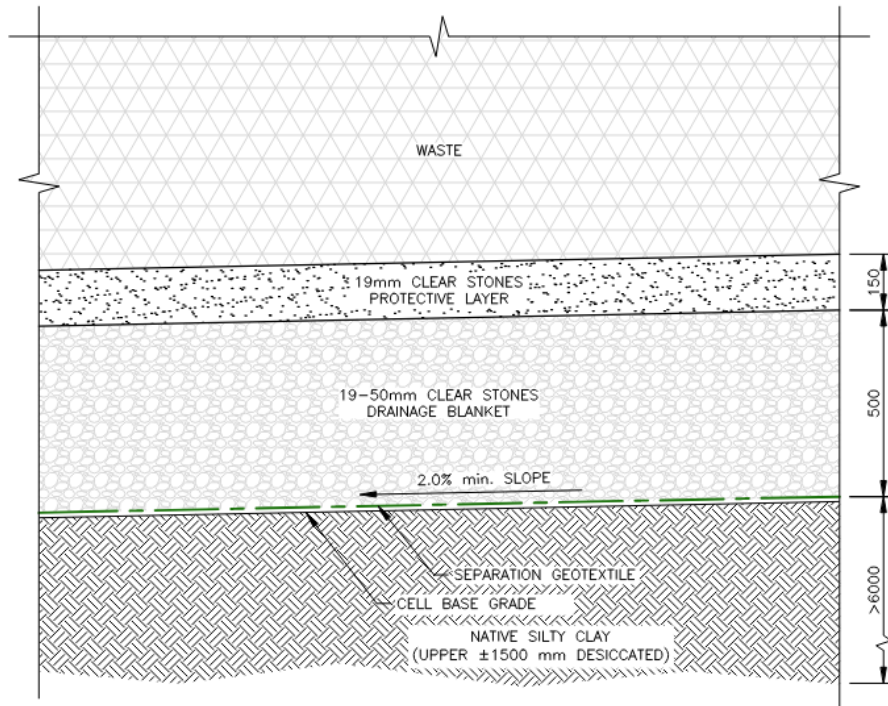 WASTE
19mm CLEAR STONES
PROTECTIVE LAYER
150
19-50mm CLEAR STONES
DRAINAGE BLANKET
500
2.0% min. SLOPE
SEPARATION GEOTEXTILE
CELL BASE GRADE
>6000
NATIVE SILTY CLAY
(UPPER ±1500 mm DESICCATED)